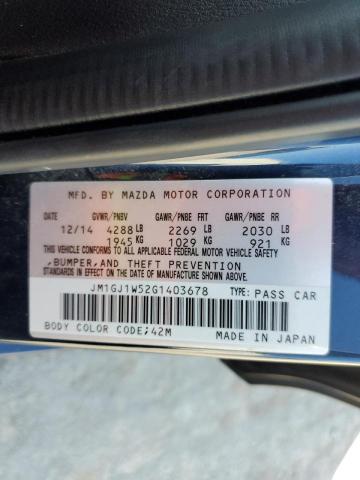 MFD. BY MAZDA MOTOR CORPORATION
DATE GVWR/PNBV GAWR/PNBE FRT GAWR/PNBE RR
12/14 4288 LB 2269 LB 2030 LB
1945 KG 1029 KG 921 KG
THIS VEHICLE CONFORMS TO ALL APPLICABLE FEDERAL MOTOR VEHICLE SAFETY
,BUMPER,AND THEFT PREVENTION
STANDARDS IN EFFECT ON THE DATE OF MANUFACTURE SHOWN ABOVE.
JM1GJ1W52G1403678 TYPE: PASS CAR
BODY COLOR CODE;42M MADE IN JAPAN